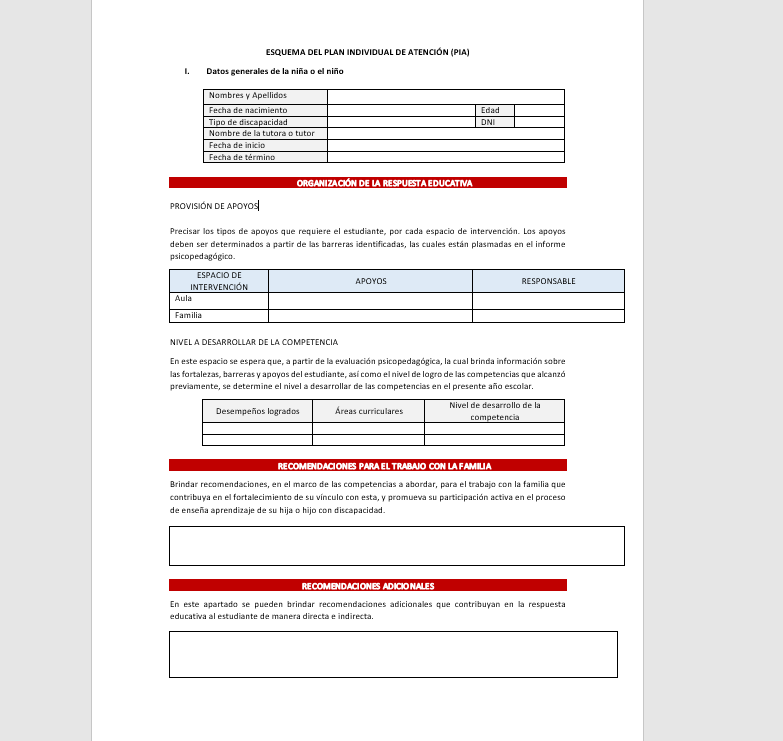 ESQUEMA DEL PLAN INDIVIDUAL DE ATENCIÓN (PIA)
I. Datos generales de la niña o el niño
Nombres y Apellidos
Fecha de nacimiento Edad
Tipo de discapacidad DNI
Nombre de la tutora o tutor
Fecha de inicio
Fecha de término
ORGANIZACIÓN DE LA RESPUESTA EDUCATIVA
PROVISIÓN DE APOYOS
Precisar los tipos de apoyos que requiere el estudiante, por cada espacio de intervención. Los apoyos
deben ser determinados a partir de las barreras identificadas, las cuales están plasmadas en el informe
psicopedagógico.
ESPACIO DE
INTERVENCIÓN APOYOS RESPONSABLE
Aula
Familia
NIVEL A DESARROLLAR DE LA COMPETENCIA
En este espacio se espera que, a partir de la evaluación psicopedagógica, la cual brinda información sobre
las fortalezas, barreras y apoyos del estudiante, así como el nivel de logro de las competencias que alcanzó
previamente, se determine el nivel a desarrollar de las competencias en el presente año escolar.
Desempeños logrados Áreas curriculares Nivel de desarrollo de la
competencia
RECOMENDACIONES PARA EL TRABAJO CON LA FAMILIA
Brindar recomendaciones, en el marco de las competencias a abordar, para el trabajo con la familia que
contribuya en el fortalecimiento de su vínculo con esta, y promueva su participación activa en el proceso
de enseña aprendizaje de su hija o hijo con discapacidad.
RECOMENDACIONES ADICIONALES
En este apartado se pueden brindar recomendaciones adicionales que contribuyan en la respuesta
educativa al estudiante de manera directa e indirecta.